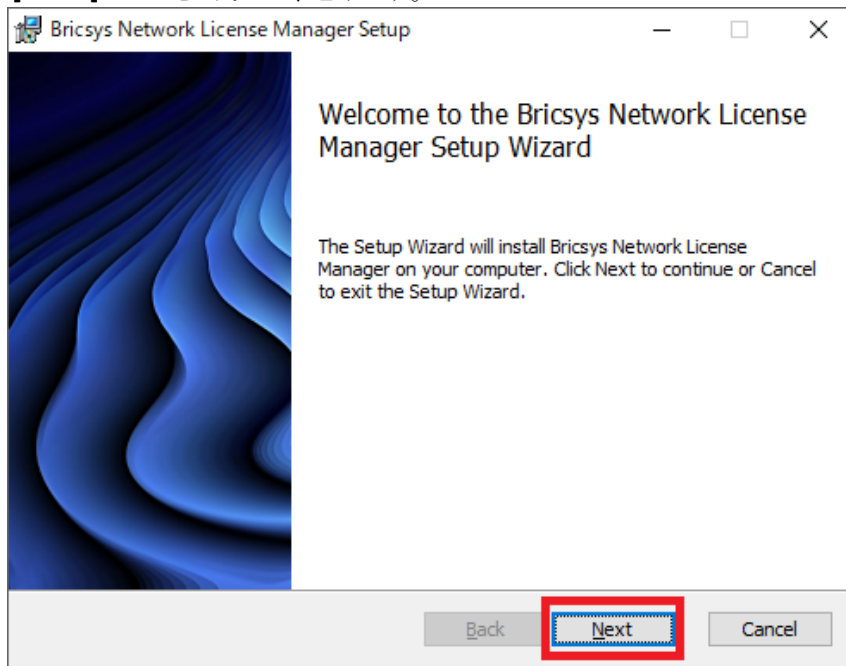 Bricsys Network License Manager Setup
Welcome to the Bricsys Network License
Manager Setup Wizard
The Setup Wizard will install Bricsys Network License
Manager on your computer. Click Next to continue or Cancel
to exit the Setup Wizard.
Back
Next
Cancel